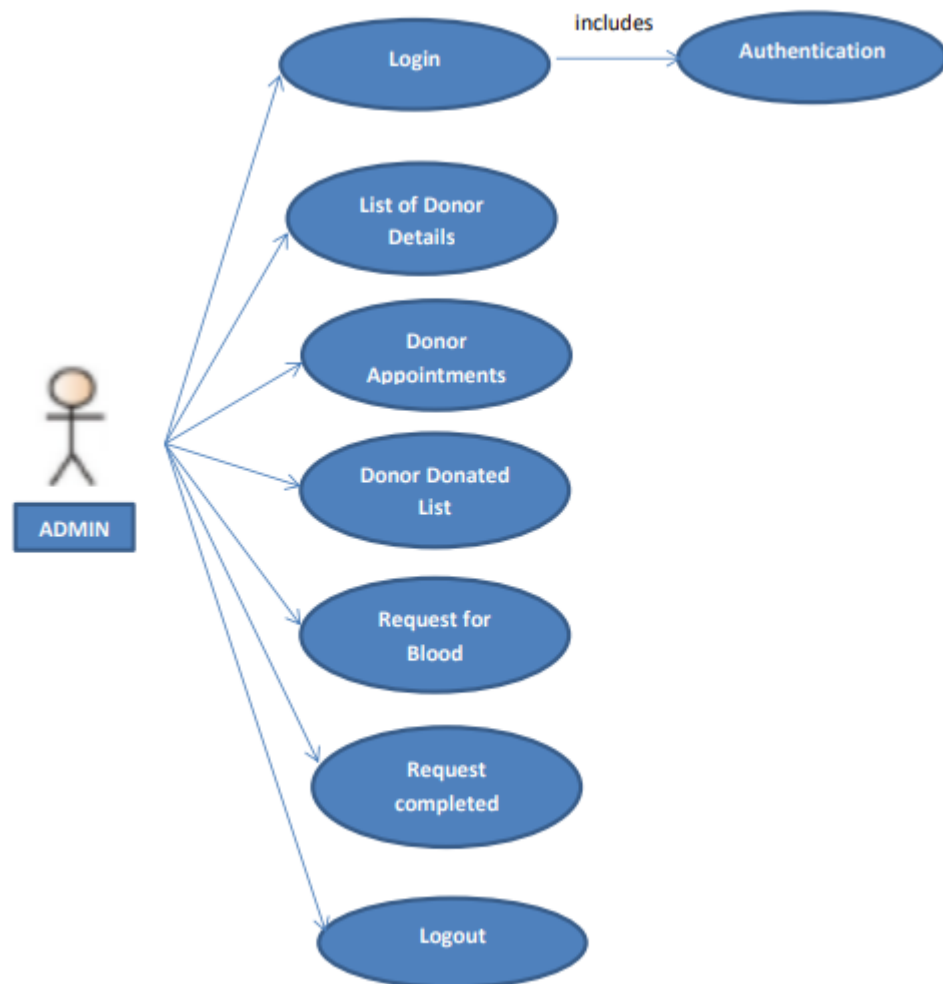 includes
Login
Authentication
List of Donor
Details
Donor
Appointments
Donor Donated
List
ADMIN
Request for
Blood
Request
completed
Logout